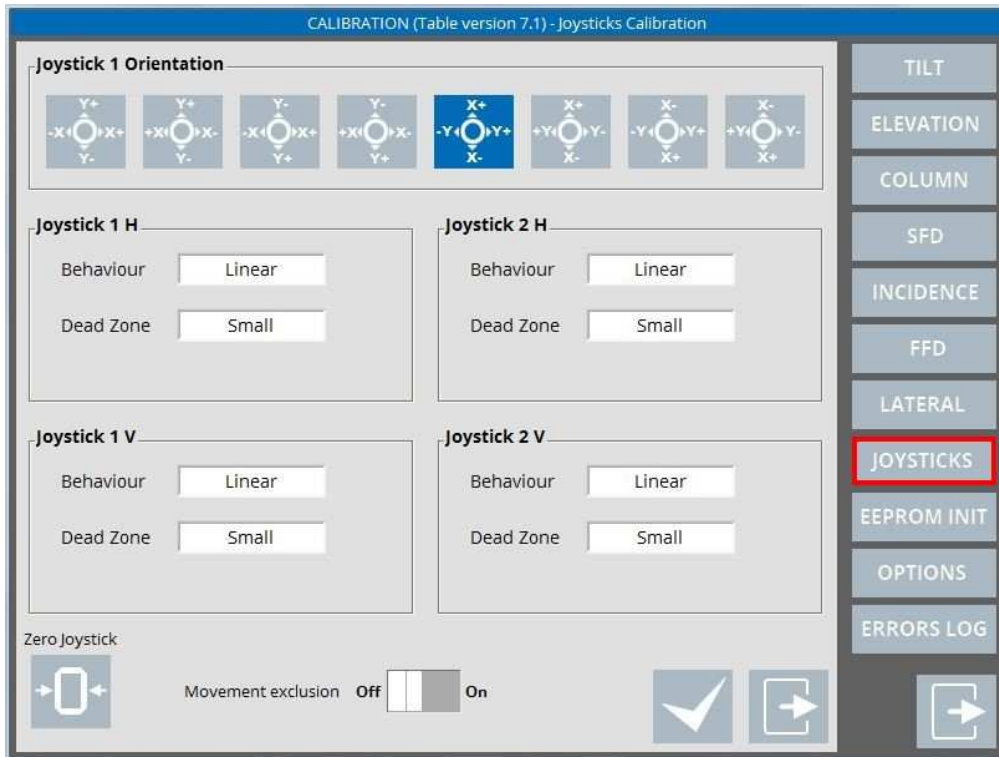 CALIBRATION (Table version 7.1) - Joysticks Calibration
Joystick 1 Orientation
Y+ Y+ Y- Y- X+ X+ X- X-
-X X+ +X X- -X X+ +X X- -Y Y+ +Y Y- -Y Y+ +Y Y-
Y- Y- Y+ Y+ X- X- X+ X+
Joystick 1 H
Behaviour Linear
Dead Zone Small
Joystick 2 H
Behaviour Linear
Dead Zone Small
Joystick 1 V
Behaviour Linear
Dead Zone Small
Joystick 2 V
Behaviour Linear
Dead Zone Small
Zero Joystick
Movement exclusion Off On
TILT
ELEVATION
COLUMN
SFD
INCIDENCE
FFD
LATERAL
JOYSTICKS
EEPROM INIT
OPTIONS
ERRORS LOG